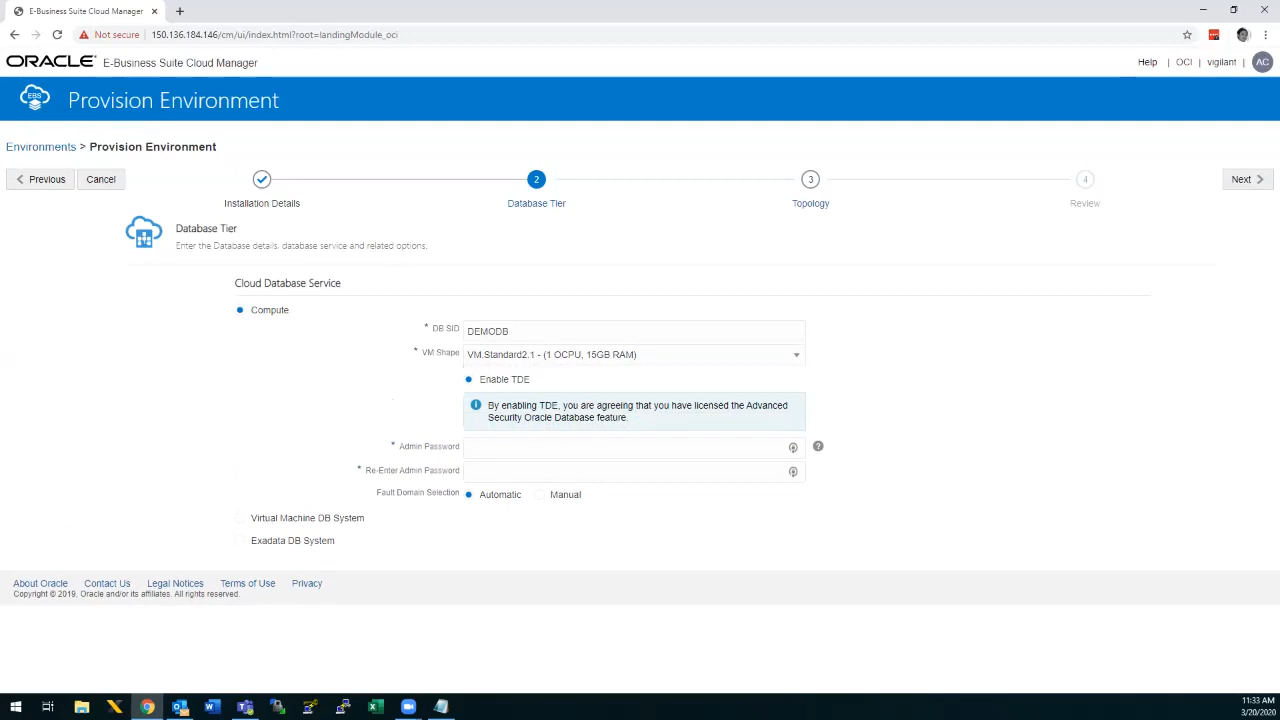 E-Business Suite Cloud Manager
Not secure | 150.136.184.146/cm/ui/index.html?root=landingModule_oci
ORACLE E-Business Suite Cloud Manager
Help | OCI | vigilant | AC
EBS Provision Environment
Environments > Provision Environment
Previous Cancel 2 3 4 Next
Installation Details Database Tier Topology Review
Database Tier
Enter the Database details, database service and related options.
Cloud Database Service
Compute
* DB SID DEMODB
* VM Shape VM.Standard2.1 - (1 OCPU, 15GB RAM)
Enable TDE
By enabling TDE, you are agreeing that you have licensed the Advanced
Security Oracle Database feature.
* Admin Password
* Re-Enter Admin Password
Fault Domain Selection Automatic Manual
Virtual Machine DB System
Exadata DB System
About Oracle Contact Us Legal Notices Terms of Use Privacy
Copyright © 2019, Oracle and/or its affiliates. All rights reserved.
11:33 AM
3/20/2020